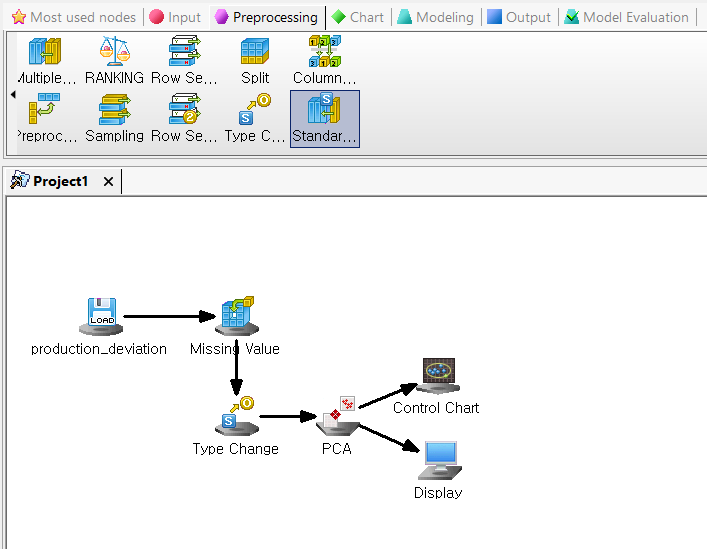 Most used nodes Input Preprocessing Chart Modeling Output Model Evaluation
Multiple... RANKING Row Se... Split Column...
Preproc... Sampling Row Se... Type C... Standar...
Project1
LOAD
production_deviation Missing Value
Control Chart
Type Change PCA
Display